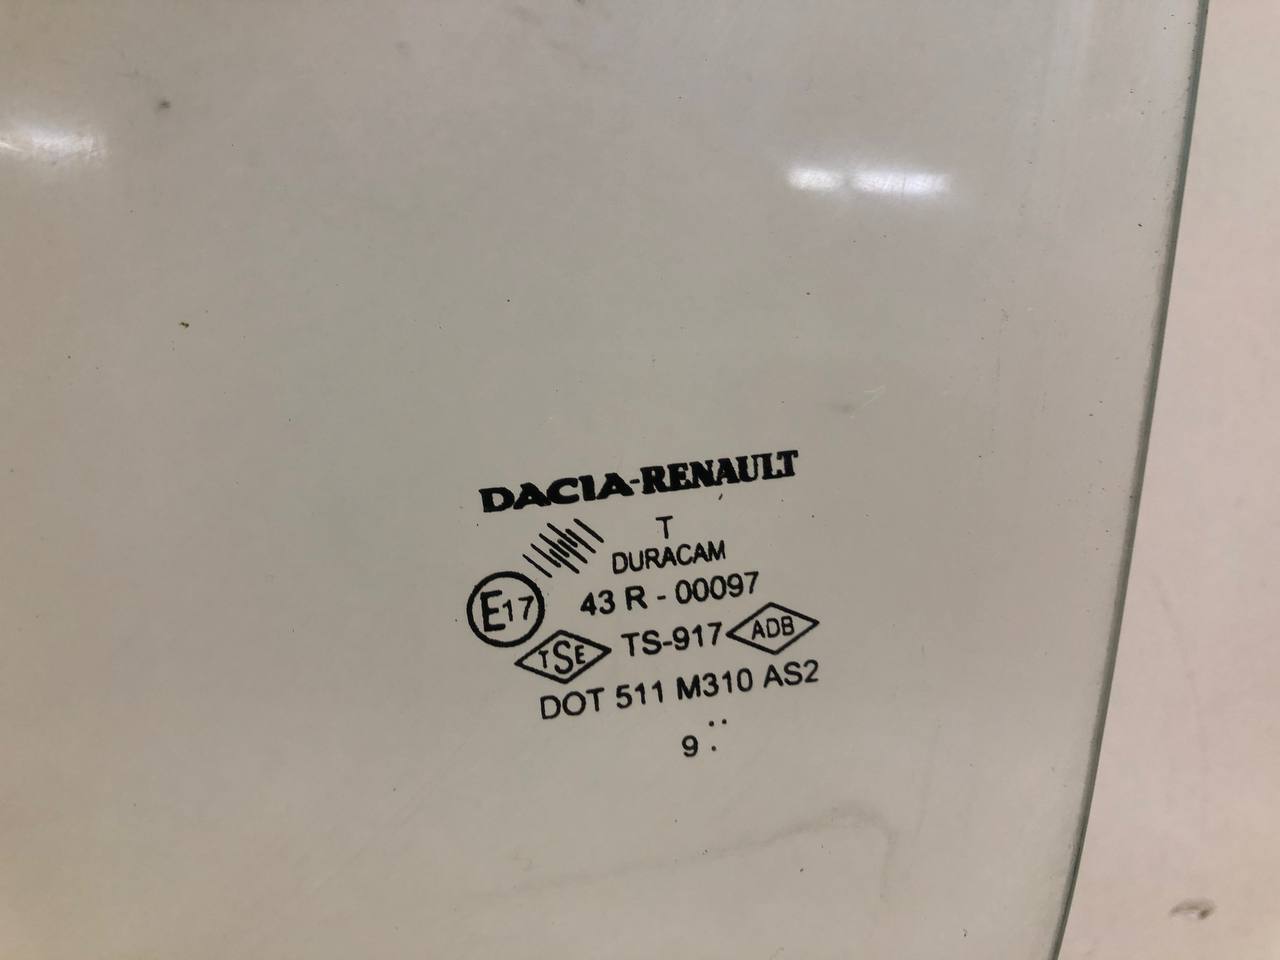 DACIA-RENAULT
T
DURACAM
E17 43 R - 00097
TSE TS-917 ADB
DOT 511 M310 AS2
9 ⁚·